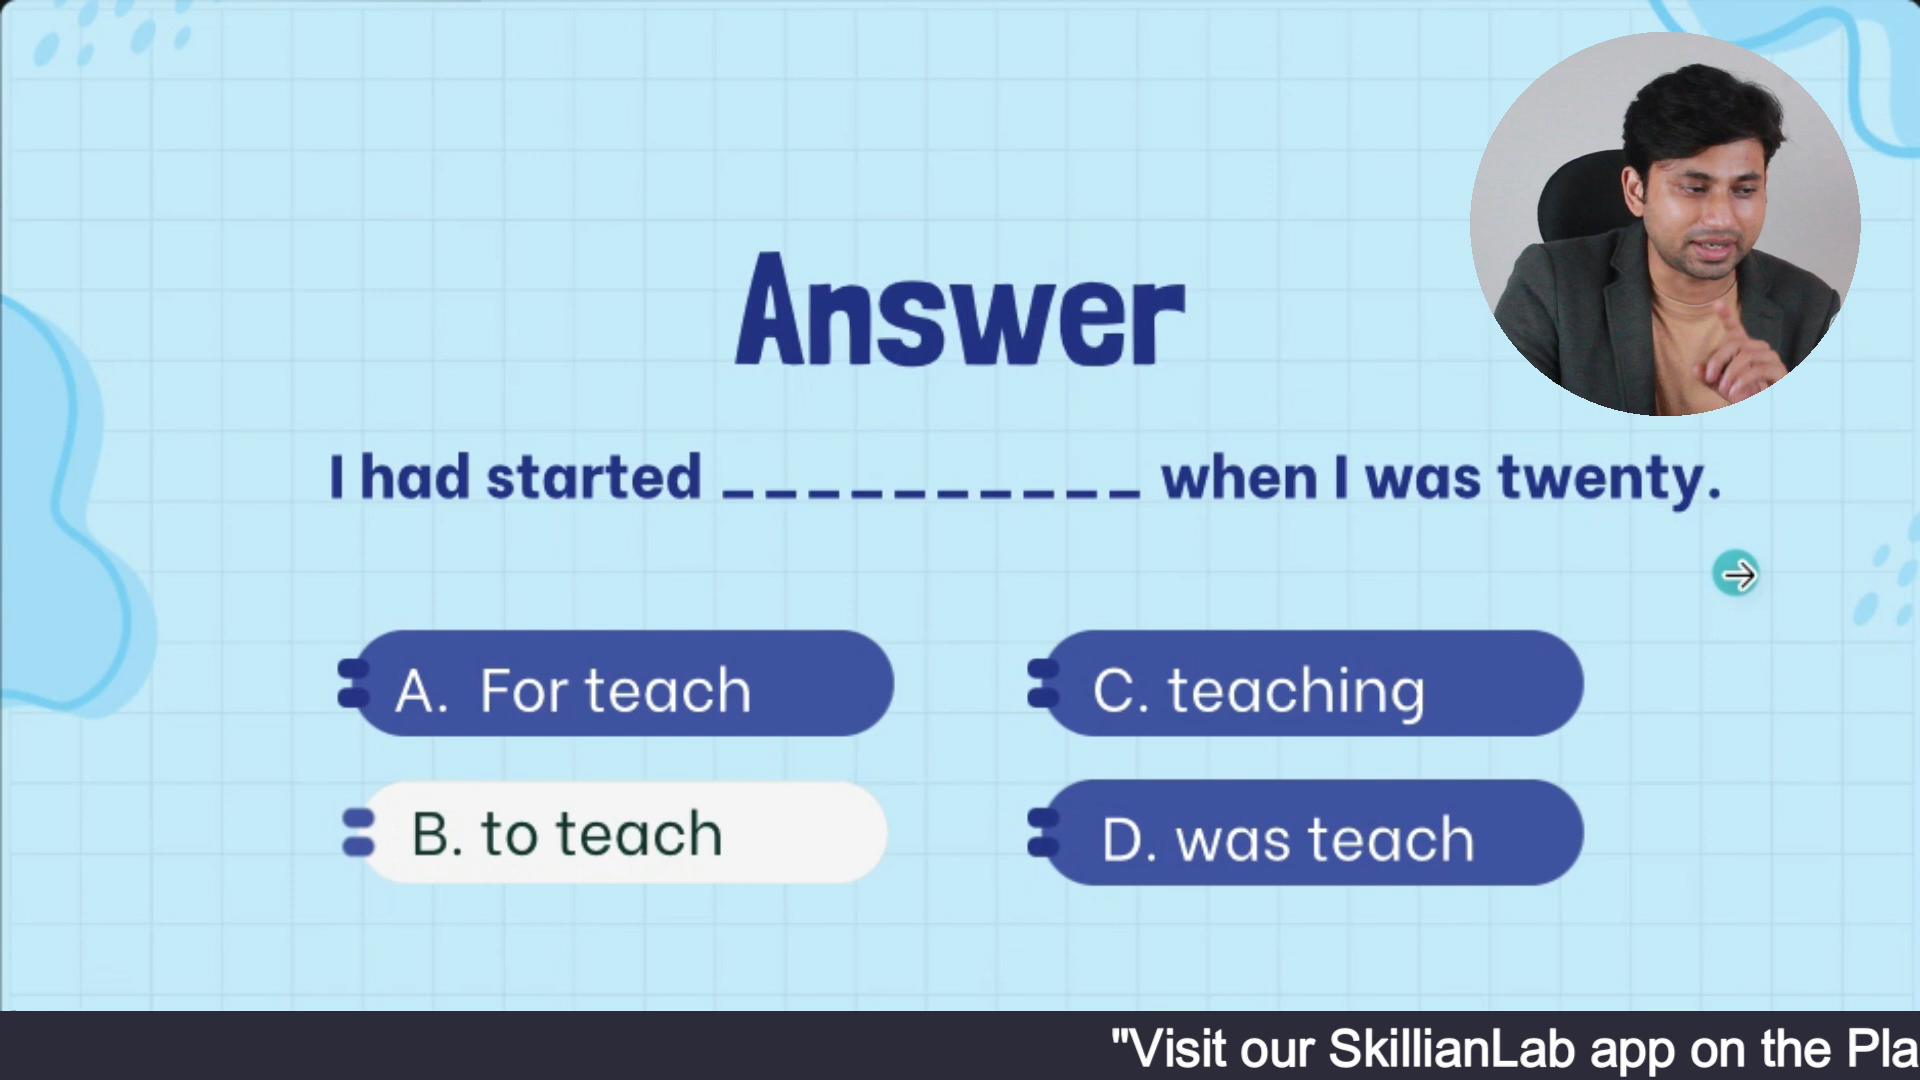 Answer
I had started __________ when I was twenty.
A. For teach
C. teaching
B. to teach
D. was teach
"Visit our SkillianLab app on the Pla